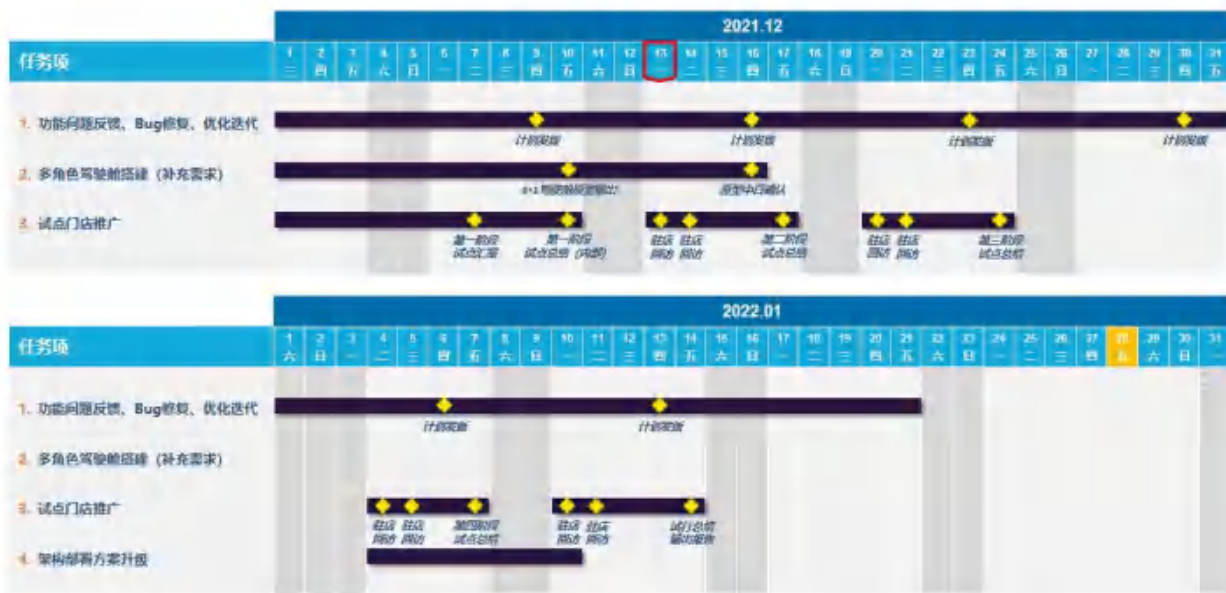 2021.12
任务项
1 2 3 4 5 6 7 8 9 10 11 12 13 14 15 16 17 18 19 20 21 22 23 24 25 26 27 28 29 30 31
三 四 五 六 日 一 二 三 四 五 六 日 一 二 三 四 五 六 日 一 二 三 四 五 六 日 一 二 三 四 五
1. 功能问题反馈、Bug修复、优化迭代
计划发版 计划发版 计划发版 计划发版
2. 多角色驾驶舱搭建（补充需求）
原型中台确认
3. 试点门店推广
第一阶段 第一阶段 驻店 驻店 第二阶段 驻店 驻店 第三阶段
试点汇报 试点总结（内部） 回访 回访 试点总结 回访 回访 试点总结
2022.01
任务项
1 2 3 4 5 6 7 8 9 10 11 12 13 14 15 16 17 18 19 20 21 22 23 24 25 26 27 28 29 30 31
六 日 一 二 三 四 五 六 日 一 二 三 四 五 六 日 一 二 三 四 五 六 日 一 二 三 四 五 六 日 一
1. 功能问题反馈、Bug修复、优化迭代
计划发版 计划发版
2. 多角色驾驶舱搭建（补充需求）
3. 试点门店推广
驻店 驻店 第四阶段 驻店 驻店 试行总结
回访 回访 试点总结 回访 回访 输出报告
4. 架构部署方案升级